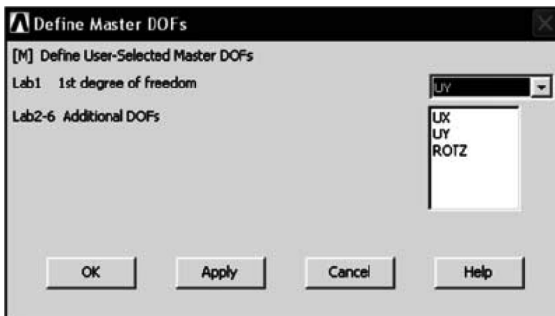 Define Master DOFs
[M] Define User-Selected Master DOFs
Lab1 1st degree of freedom
UY
Lab2-6 Additional DOFs
UX
UY
ROTZ
OK Apply Cancel Help